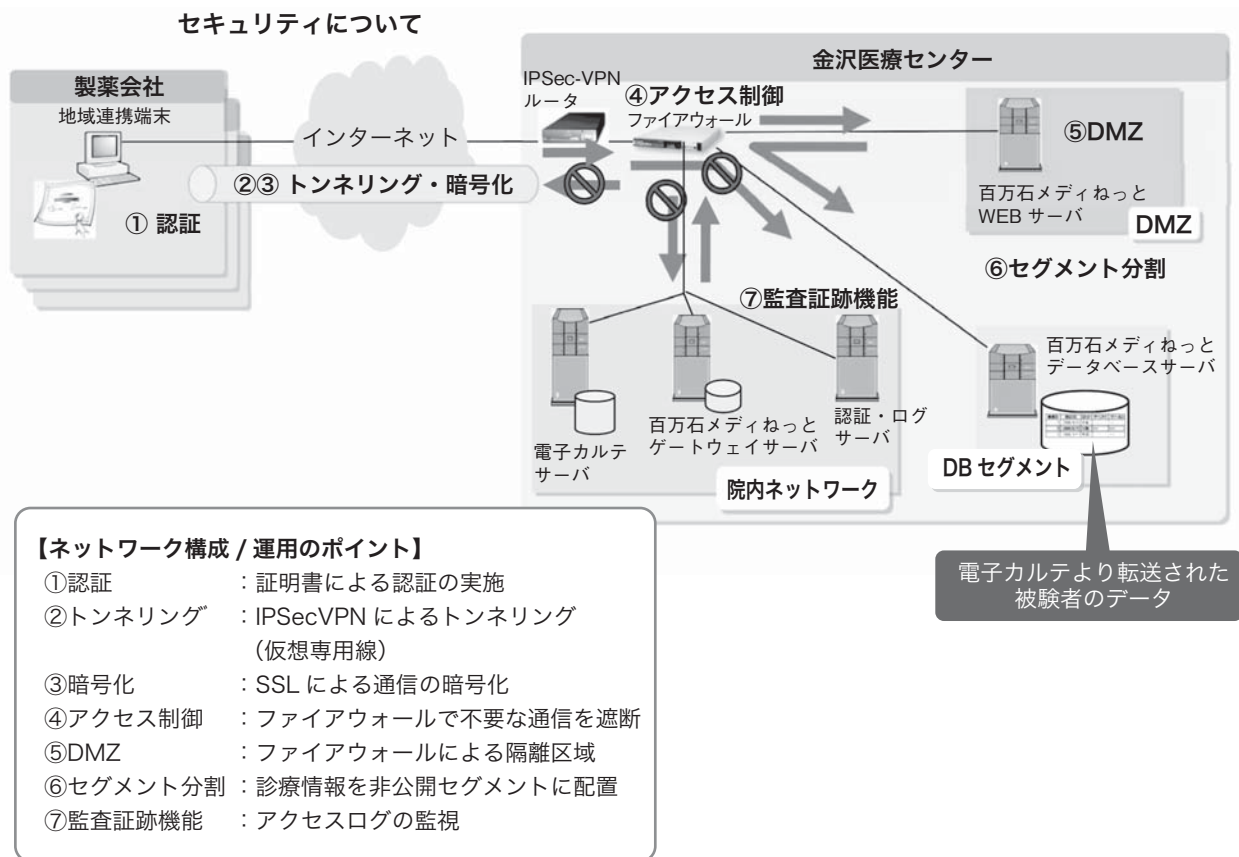 セキュリティについて
金沢医療センター
製薬会社
地域連携端末
インターネット
②③ トンネリング・暗号化
① 認証
IPSec-VPN
ルータ
④アクセス制御
ファイアウォール
⑤DMZ
百万石メディねっと
WEB サーバ
DMZ
⑥セグメント分割
⑦監査証跡機能
電子カルテ
サーバ
百万石メディねっと
ゲートウェイサーバ
認証・ログ
サーバ
院内ネットワーク
百万石メディねっと
データベースサーバ
DB セグメント
電子カルテより転送された
被験者のデータ
【ネットワーク構成 / 運用のポイント】
①認証　　　　：証明書による認証の実施
②トンネリング　：IPSecVPN によるトンネリング
（仮想専用線）
③暗号化　　　：SSL による通信の暗号化
④アクセス制御　：ファイアウォールで不要な通信を遮断
⑤DMZ　　　　：ファイアウォールによる隔離区域
⑥セグメント分割：診療情報を非公開セグメントに配置
⑦監査証跡機能　：アクセスログの監視